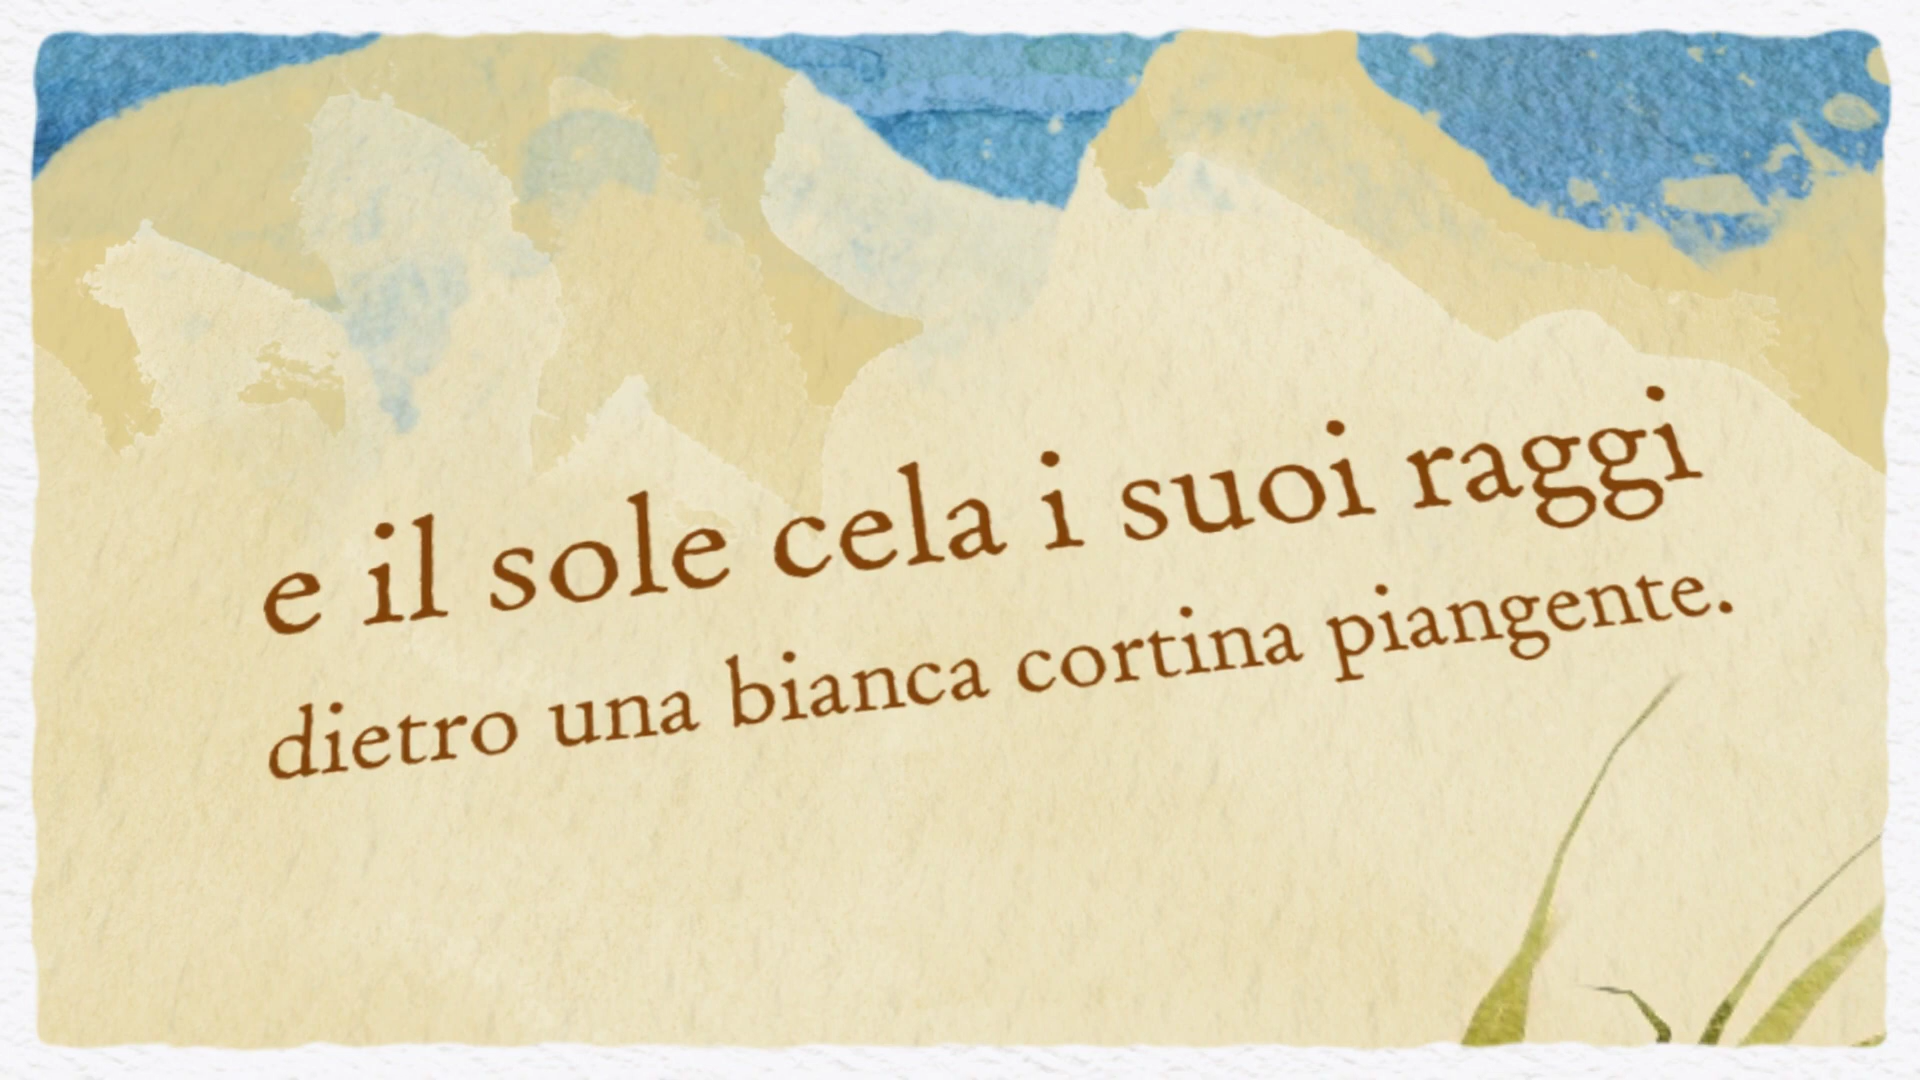 e il sole cela i suoi raggi
dietro una bianca cortina piangente.